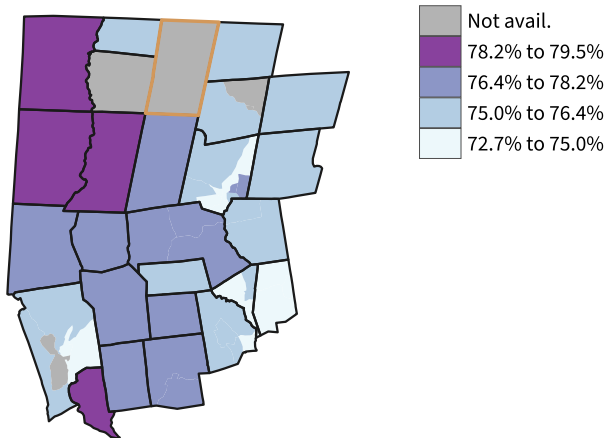 Not avail.
78.2% to 79.5%
76.4% to 78.2%
75.0% to 76.4%
72.7% to 75.0%